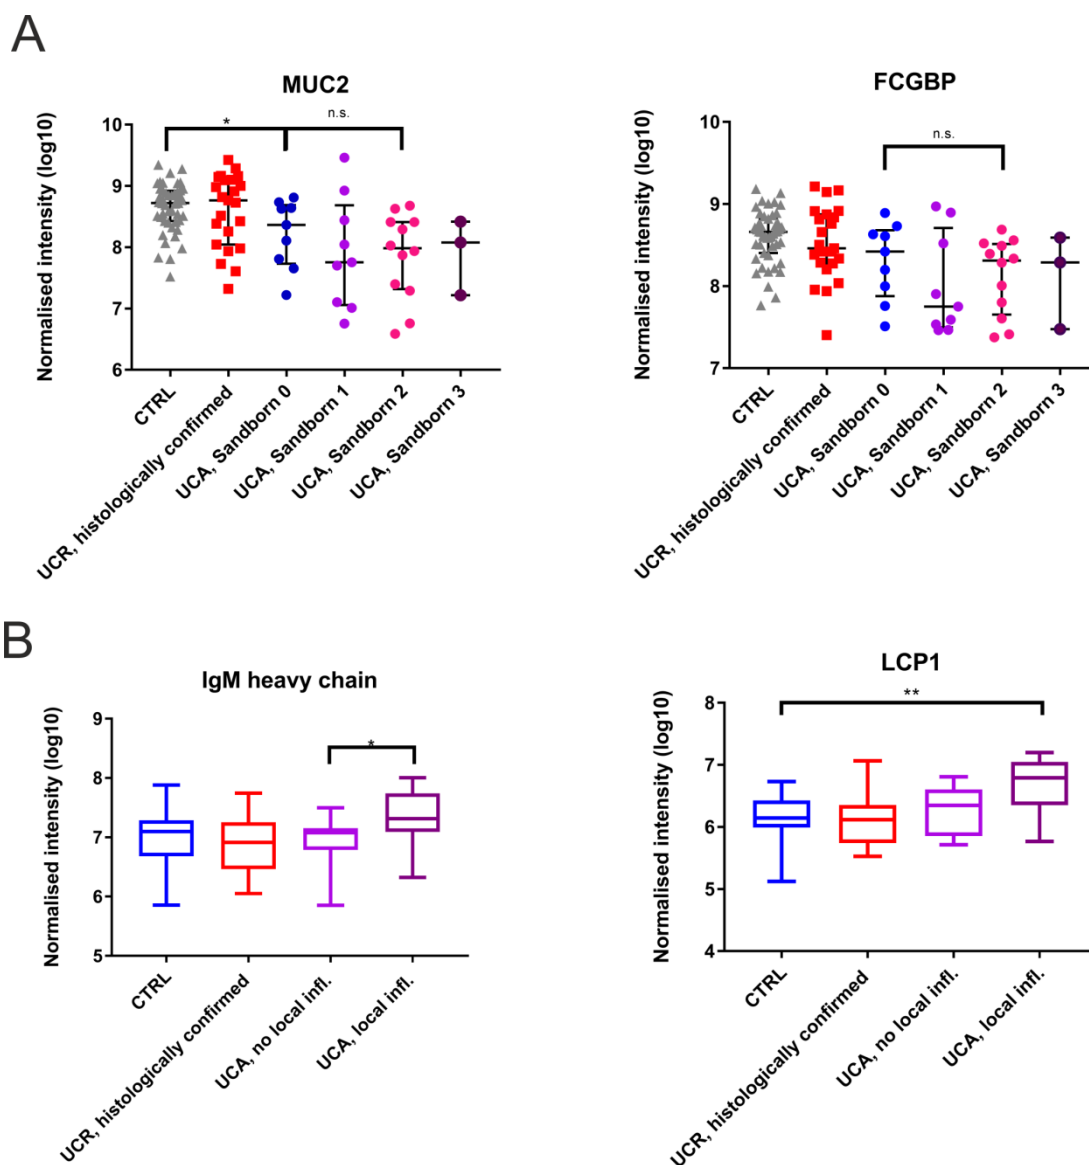 A
MUC2
Normalised intensity (log10)
10
9
8
7
6
*
n.s.
CTRL
UCR, histologically confirmed
UCA, Sandborn 0
UCA, Sandborn 1
UCA, Sandborn 2
UCA, Sandborn 3
FCGBP
Normalised intensity (log10)
10
9
8
7
n.s.
CTRL
UCR, histologically confirmed
UCA, Sandborn 0
UCA, Sandborn 1
UCA, Sandborn 2
UCA, Sandborn 3
B
IgM heavy chain
Normalised intensity (log10)
9
8
7
6
5
*
CTRL
UCR, histologically confirmed
UCA, no local infl.
UCA, local infl.
LCP1
Normalised intensity (log10)
8
7
6
5
4
**
CTRL
UCR, histologically confirmed
UCA, no local infl.
UCA, local infl.